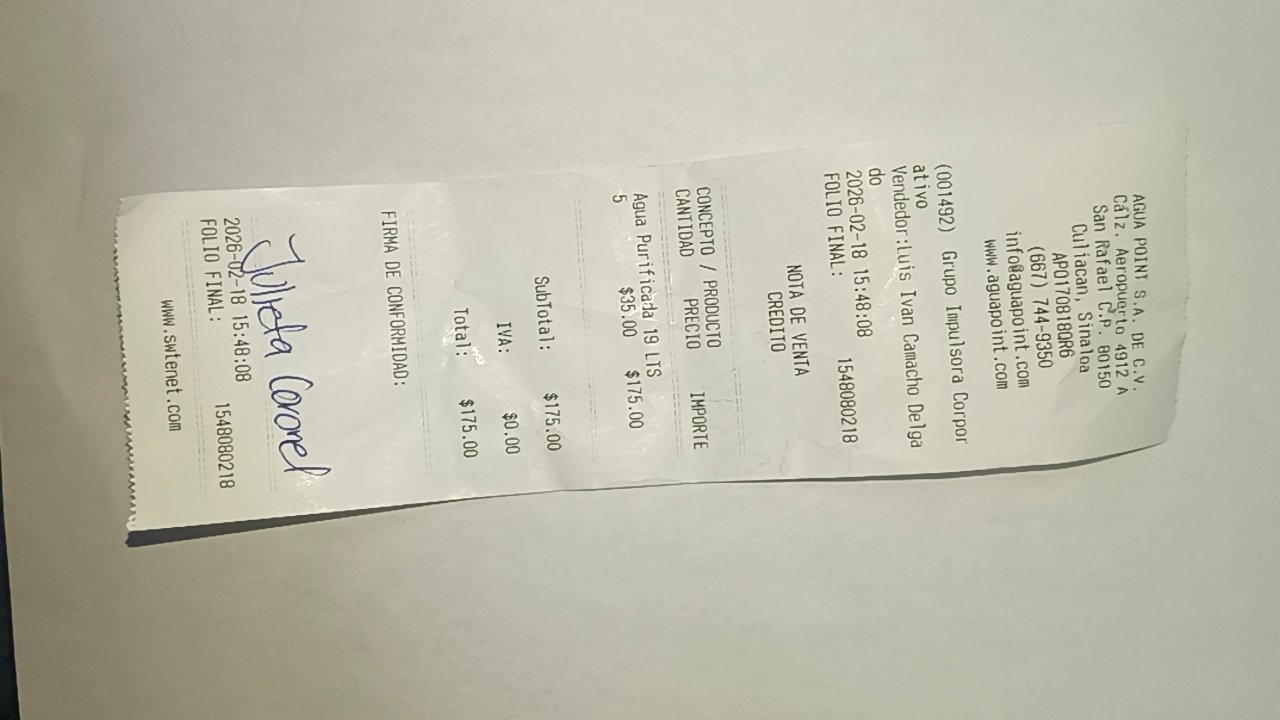 AGUA POINT S.A. DE C.V.
Cálz. Aeropuerto 4912 A
San Rafael C.P. 80150
Culiacan, Sinaloa
APO170818QR6
(667) 744-9350
info@aguapoint.com
www.aguapoint.com
(001492) Grupo Impulsora Corpor
ativo
Vendedor:Luis Ivan Camacho Delga
do
2026-02-18 15:48:08
FOLIO FINAL: 1548080218
NOTA DE VENTA
CREDITO
CONCEPTO / PRODUCTO
CANTIDAD PRECIO IMPORTE
Agua Purificada 19 LTS
5 $35.00 $175.00
SubTotal: $175.00
IVA: $0.00
Total: $175.00
FIRMA DE CONFORMIDAD:
Julieta Coronel
2026-02-18 15:48:08
FOLIO FINAL: 1548080218
www.swtenet.com